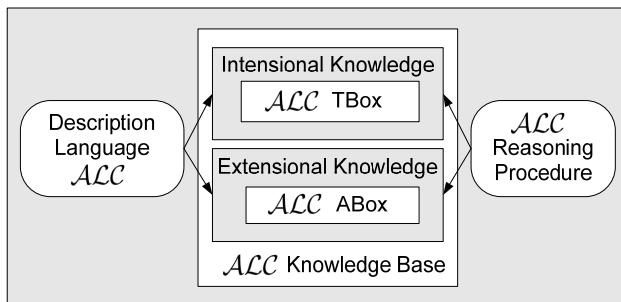 Intensional Knowledge
𝒜ℒ𝒞 TBox
Description
Language
𝒜ℒ𝒞
Extensional Knowledge
𝒜ℒ𝒞 ABox
𝒜ℒ𝒞 Knowledge Base
𝒜ℒ𝒞
Reasoning
Procedure